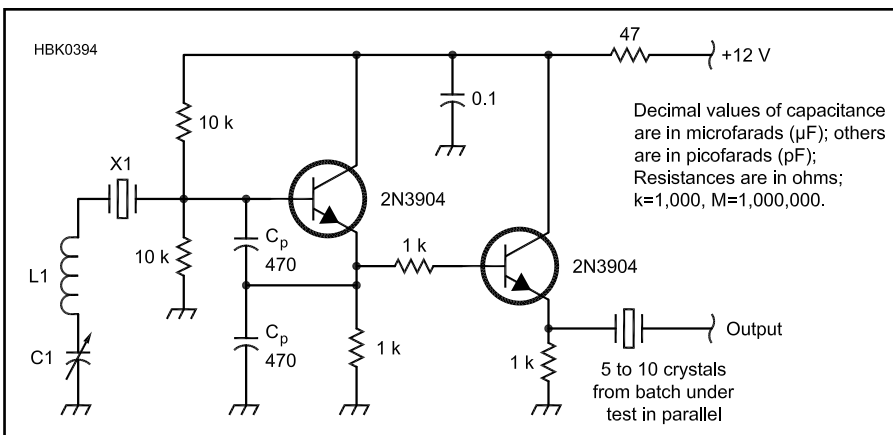 HBK0394
47
+12 V
0.1
10 k
Decimal values of capacitance
are in microfarads (µF); others
are in picofarads (pF);
Resistances are in ohms;
k=1,000, M=1,000,000.
X1
2N3904
Cp
470
10 k
1 k
2N3904
L1
C1
Cp
470
1 k
1 k
Output
5 to 10 crystals
from batch under
test in parallel